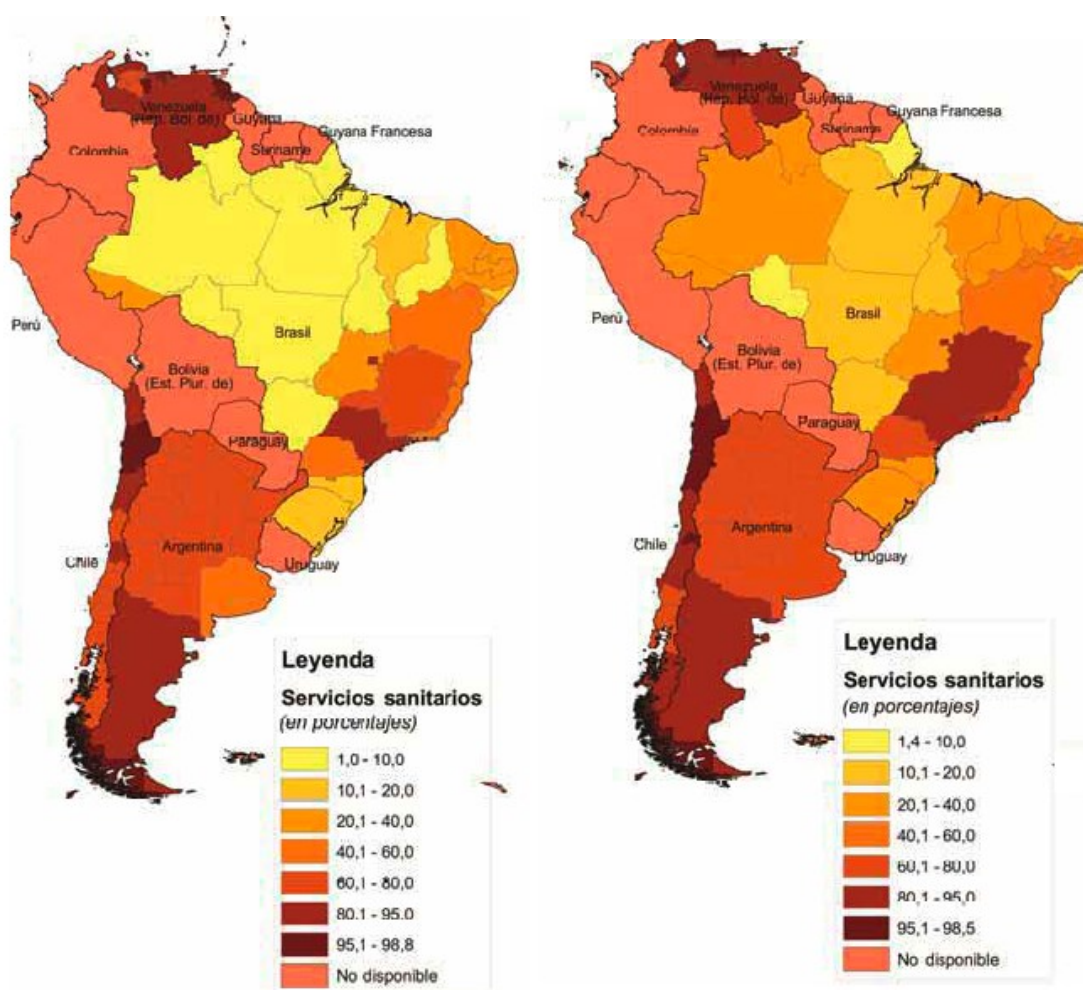 Venezuela
(Rep. Bol. de)
Guyana
Guyana Francesa
Suriname
Colombia
Perú
Brasil
Bolivia
(Est. Plur. de)
Paraguay
Chile
Argentina
Uruguay
Leyenda
Servicios sanitarios
(en porcentajes)
1,0 - 10,0
10,1 - 20,0
20,1 - 40,0
40,1 - 60,0
60,1 - 80,0
80.1 - 95.0
95,1 - 98,8
No disponible
Venezuela
(Rep. Bol. de)
Guyana
Guyana Francesa
Suriname
Colombia
Perú
Brasil
Bolivia
(Est. Plur. de)
Paraguay
Chile
Argentina
Uruguay
Leyenda
Servicios sanitarios
(en porcentajes)
1,4 - 10,0
10,1 - 20,0
20,1 - 40,0
40,1 - 60,0
60,1 - 80,0
80,1 - 95,0
95,1 - 98,5
No disponible